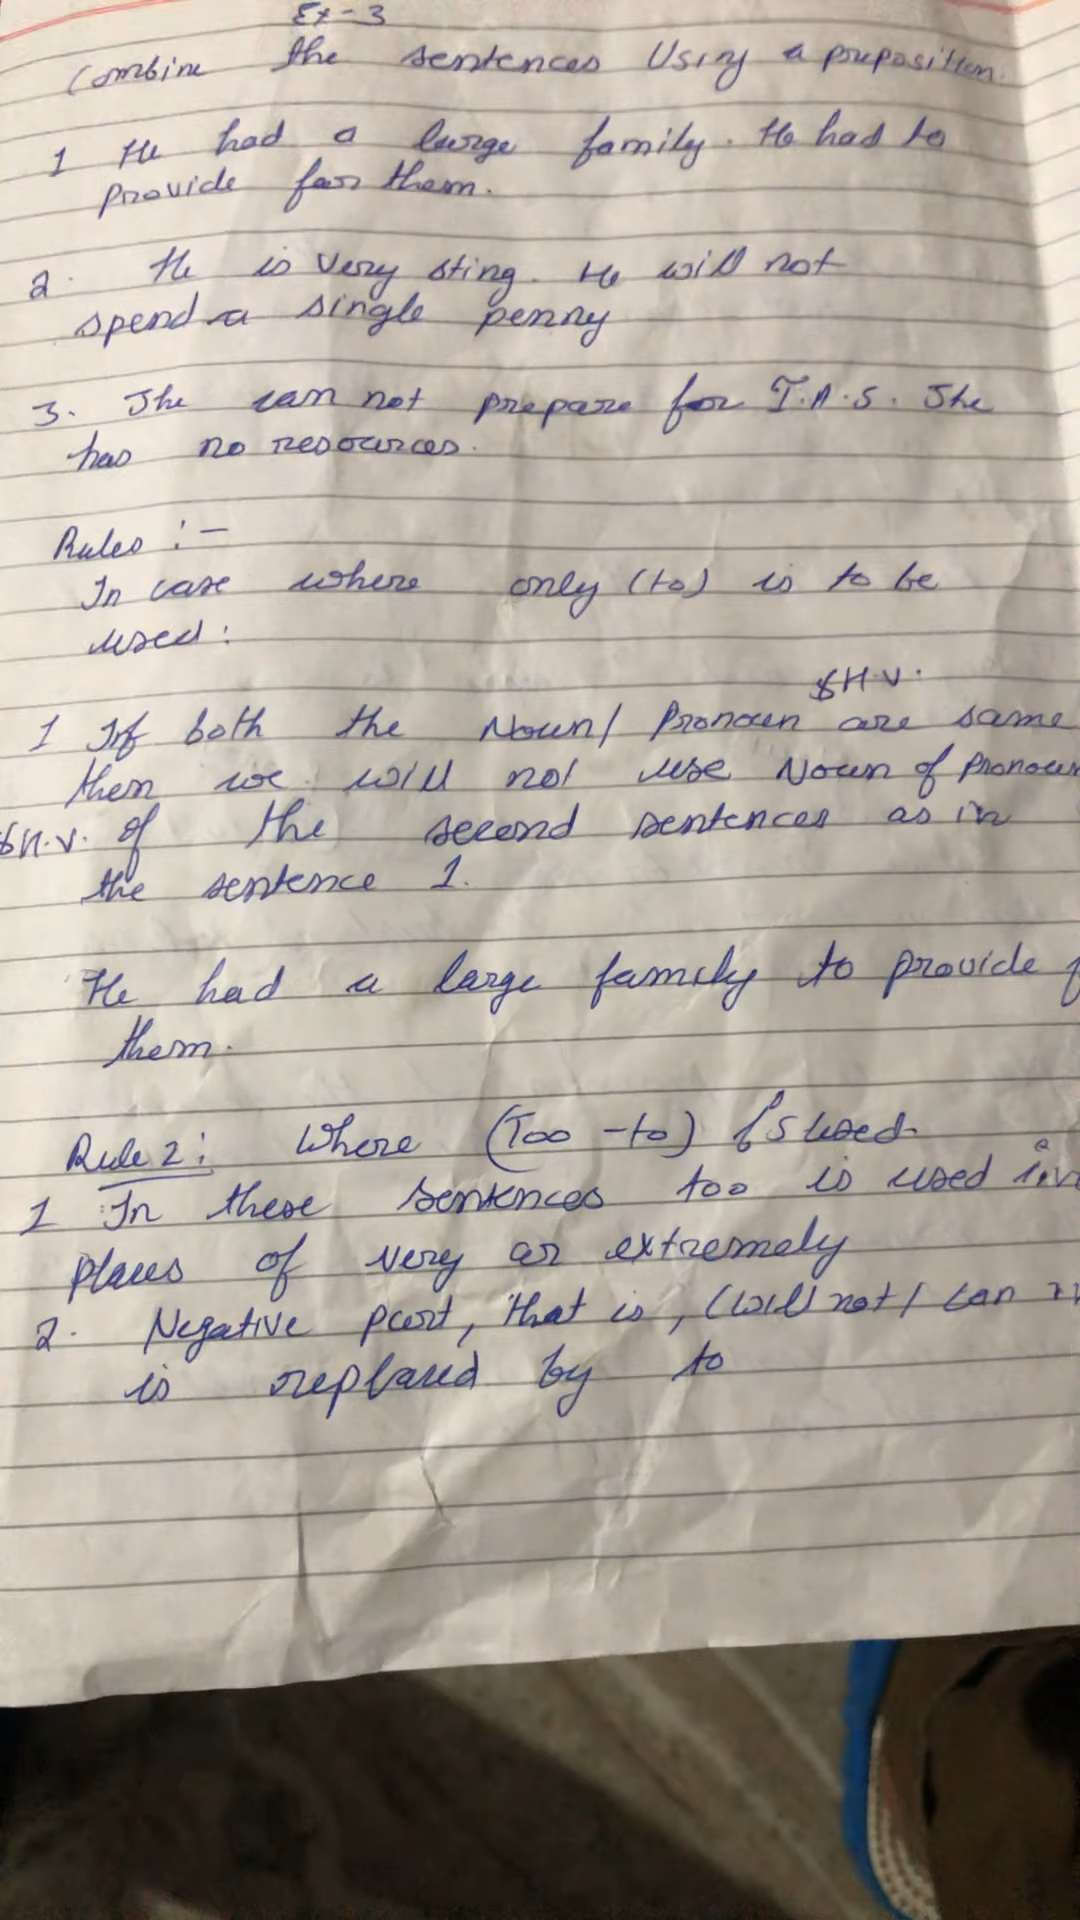 Ex-3
Combine the sentences Using a preposition.
1 He had a large family. He had to
provide for them.
2. He is very sting. He will not
spend a single penny
3. She can not prepare for I.A.S. She
has no resources.
Rules :-
In case where only (to) is to be
used:
$H.V.
1 If both the Noun/ Pronoun are same
then we will not use Noun of Pronoun
$H.V. of the second sentences as in
the sentence 1.
He had a large family to provide f
them.
Rule 2: Where (Too -to) is used
1 In these sentences too is used in
places of very or extremely
2. Negative part, that is, (will not/ can n
is replaced by to